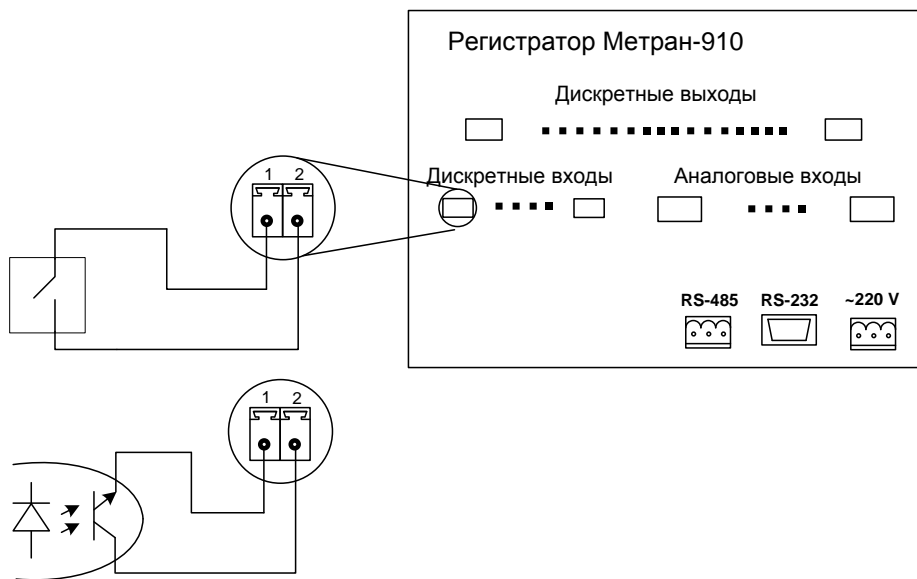 Регистратор Метран-910
Дискретные выходы
Дискретные входы Аналоговые входы
1 2
RS-485 RS-232 ~220 V
1 2